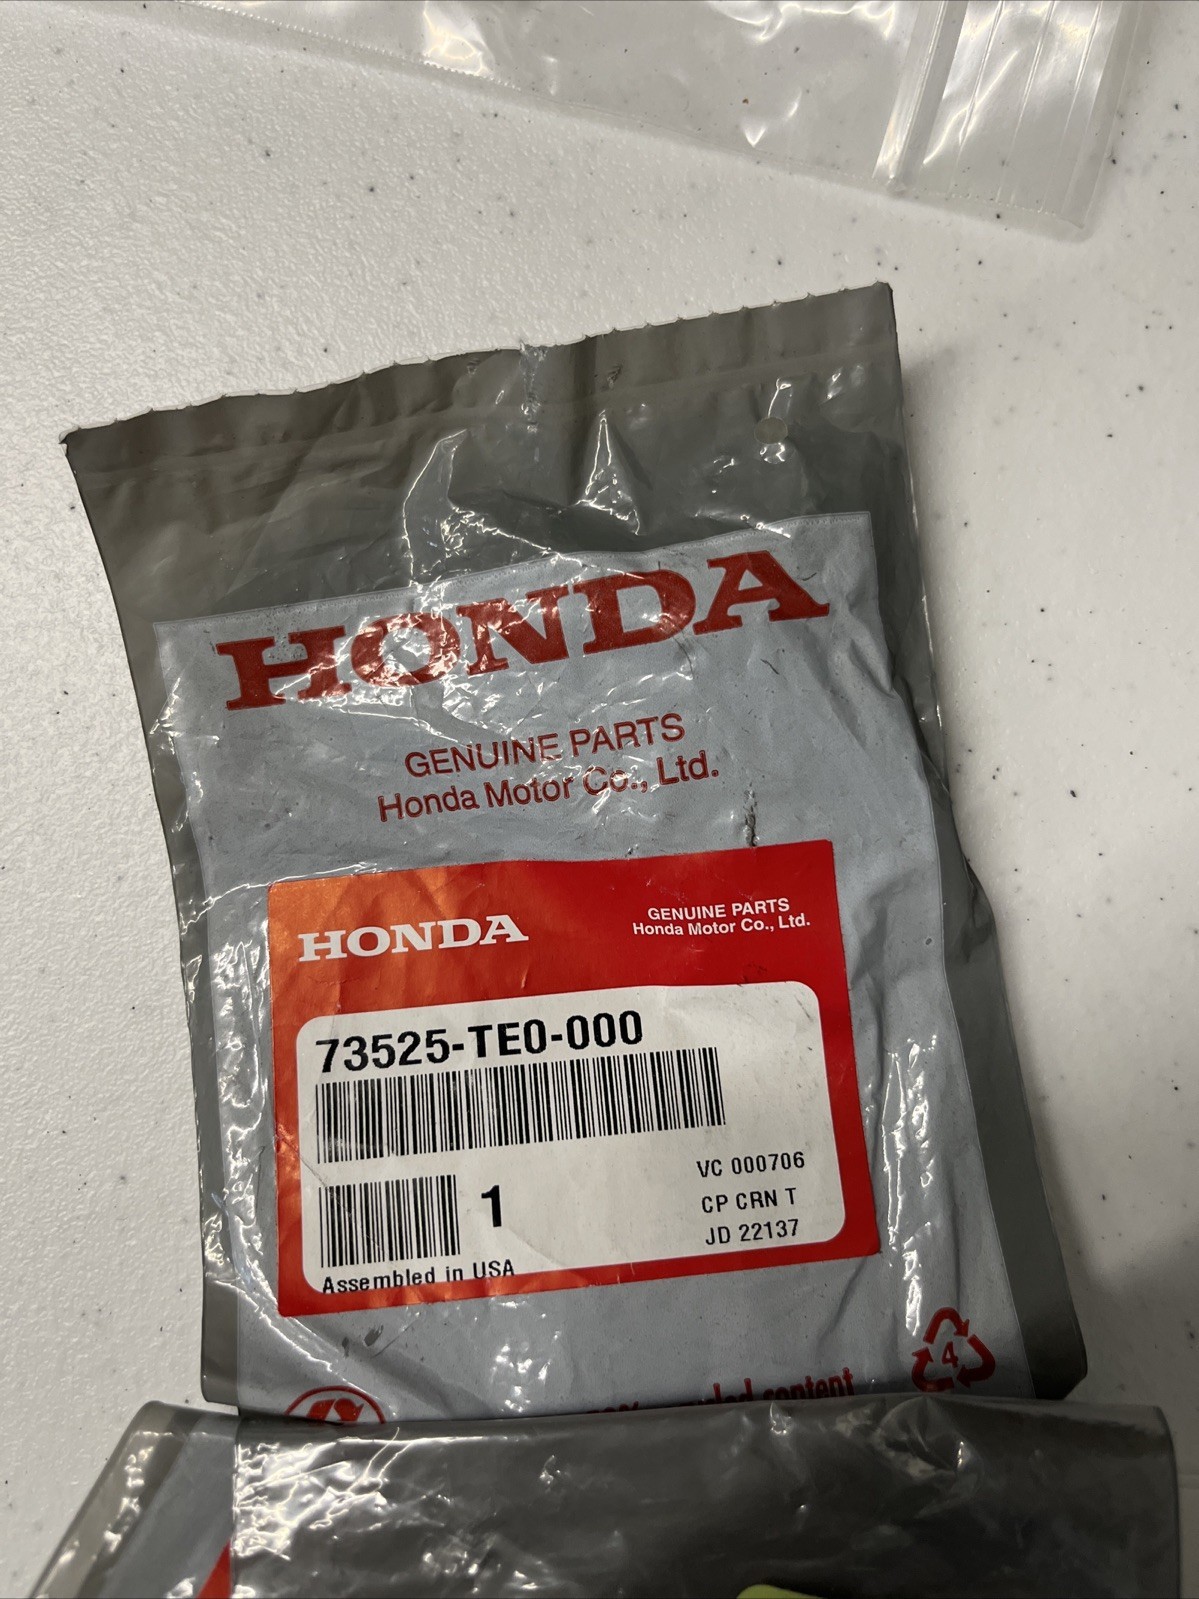 HONDA
GENUINE PARTS
Honda Motor Co., Ltd.
HONDA
GENUINE PARTS
Honda Motor Co., Ltd.
73525-TE0-000
1
VC 000706
CP CRN T
JD 22137
Assembled in USA
4
content